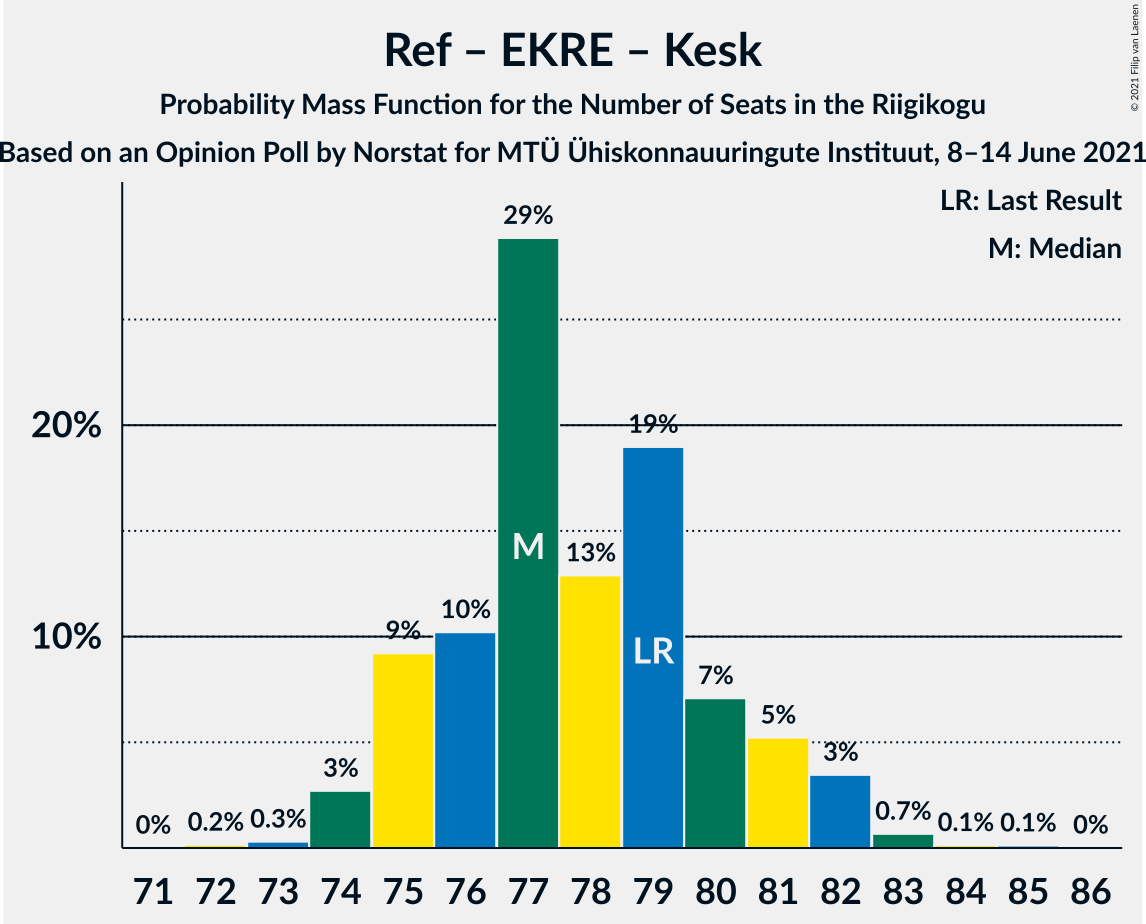 Ref – EKRE – Kesk
Probability Mass Function for the Number of Seats in the Riigikogu
Based on an Opinion Poll by Norstat for MTÜ Ühiskonnauuringute Instituut, 8–14 June 2021
© 2021 Filip van Laenen
LR: Last Result
M: Median
29%
20%
19%
M
13%
10%
10%
9%
LR
7%
5%
3%
3%
0%
0.2%
0.3%
0.7%
0.1%
0.1%
0%
71 72 73 74 75 76 77 78 79 80 81 82 83 84 85 86